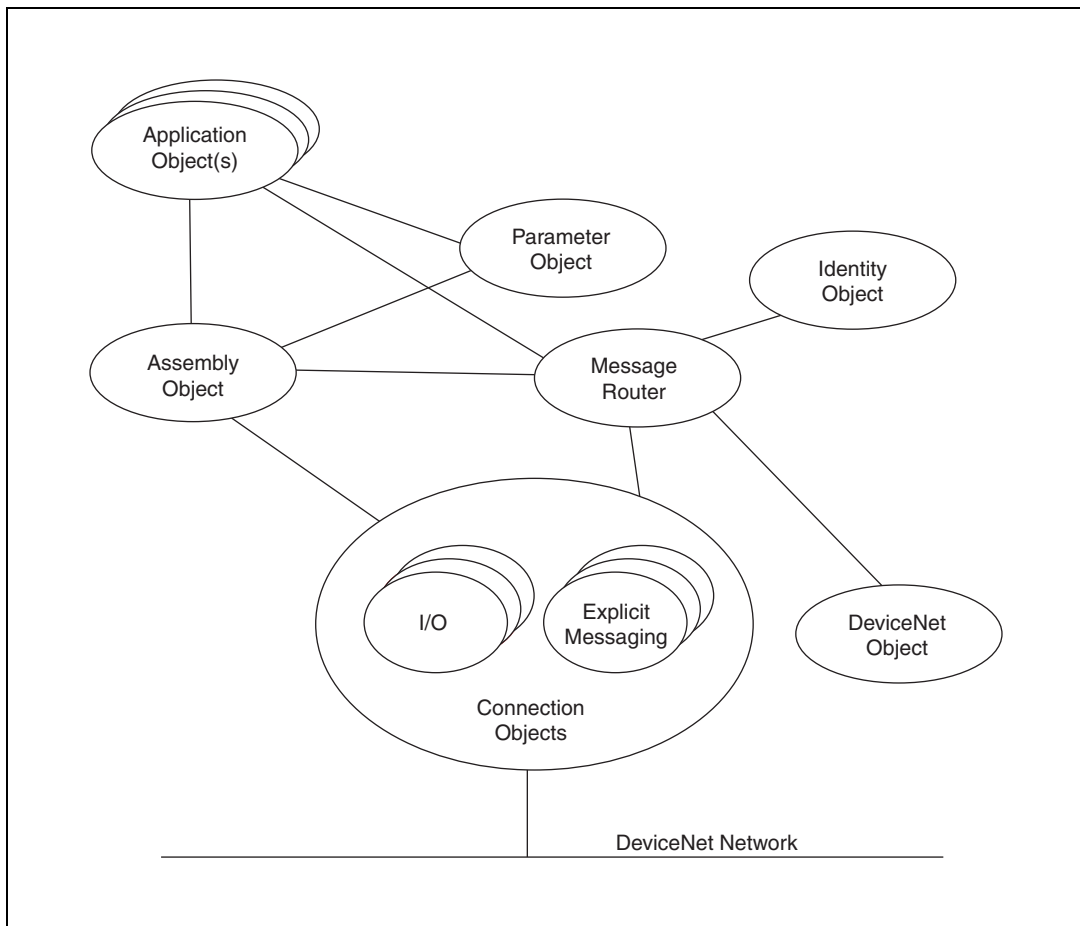 Application
Object(s)
Parameter
Object
Identity
Object
Assembly
Object
Message
Router
I/O
Explicit
Messaging
DeviceNet
Object
Connection
Objects
DeviceNet Network